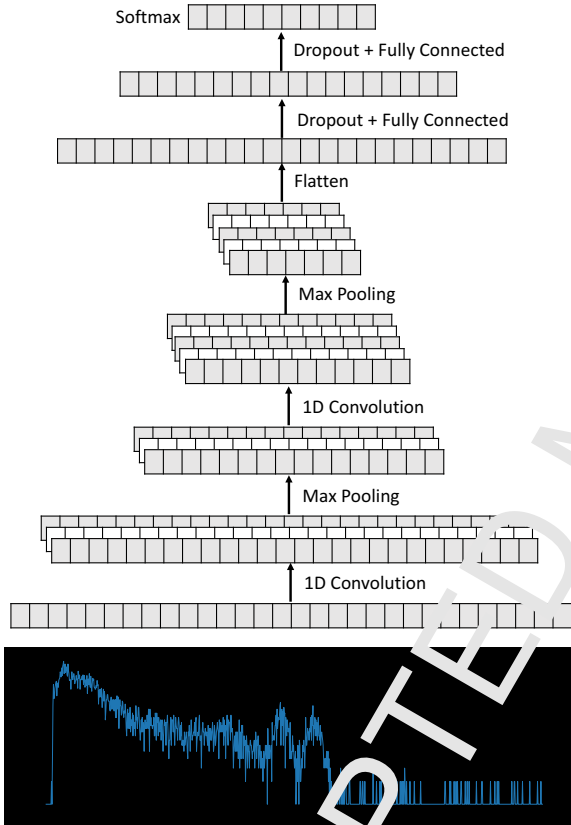 Softmax
Dropout + Fully Connected
Dropout + Fully Connected
Flatten
Max Pooling
1D Convolution
Max Pooling
1D Convolution